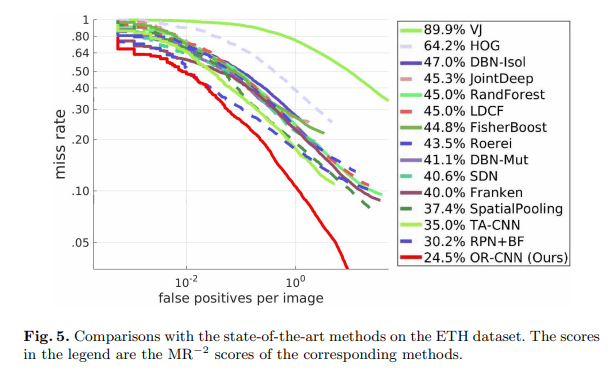 1
.80
.64
.50
.40
.30
.20
.10
.05
miss rate
10^-2
10^0
false positives per image
89.9% VJ
64.2% HOG
47.0% DBN-Isol
45.3% JointDeep
45.0% RandForest
45.0% LDCF
44.8% FisherBoost
43.5% Roerei
41.1% DBN-Mut
40.6% SDN
40.0% Franken
37.4% SpatialPooling
35.0% TA-CNN
30.2% RPN+BF
24.5% OR-CNN (Ours)
Fig. 5. Comparisons with the state-of-the-art methods on the ETH dataset. The scores
in the legend are the MR^−2 scores of the corresponding methods.